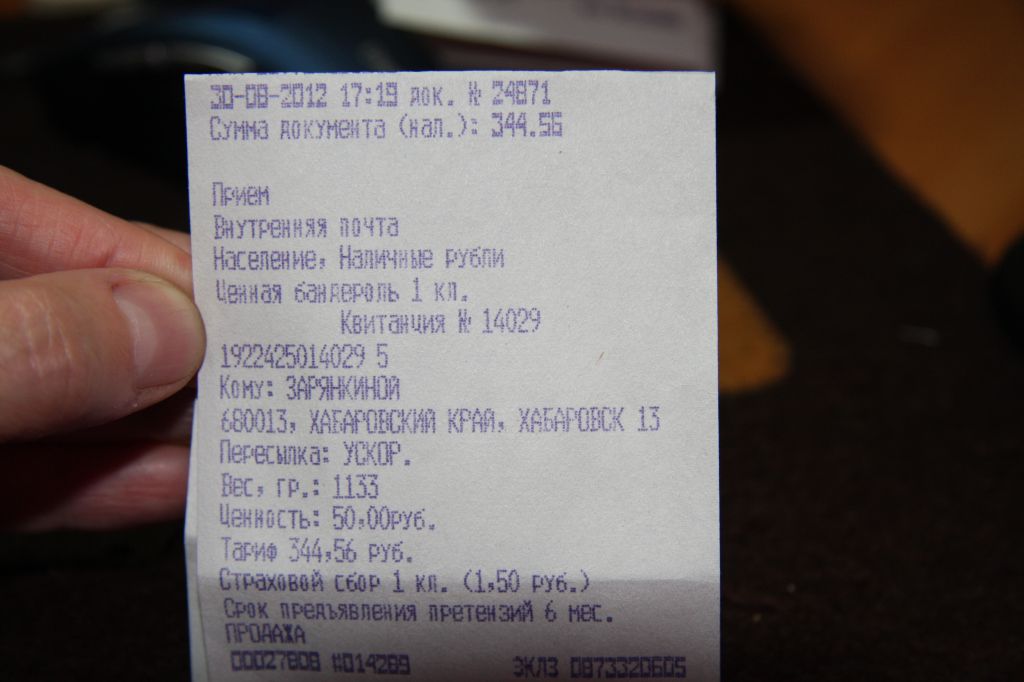 30-08-2012 17:19 док. № 24871
Сумма документа (нал.): 344.56
Прием
Внутренняя почта
Население, Наличные рубли
Ценная бандероль 1 кл.
Квитанция № 14029
1922425014029 5
Кому: ЗАРЯНКИНОЙ
680013, ХАБАРОВСКИЙ КРАЙ, ХАБАРОВСК 13
Пересылка: УСКОР.
Вес, гр.: 1133
Ценность: 50,00руб.
Тариф 344,56 руб.
Страховой сбор 1 кл. (1,50 руб.)
Срок предъявления претензий 6 мес.
ПРОДАЖА
00027808 #014289 ЭКЛЗ 0873320605